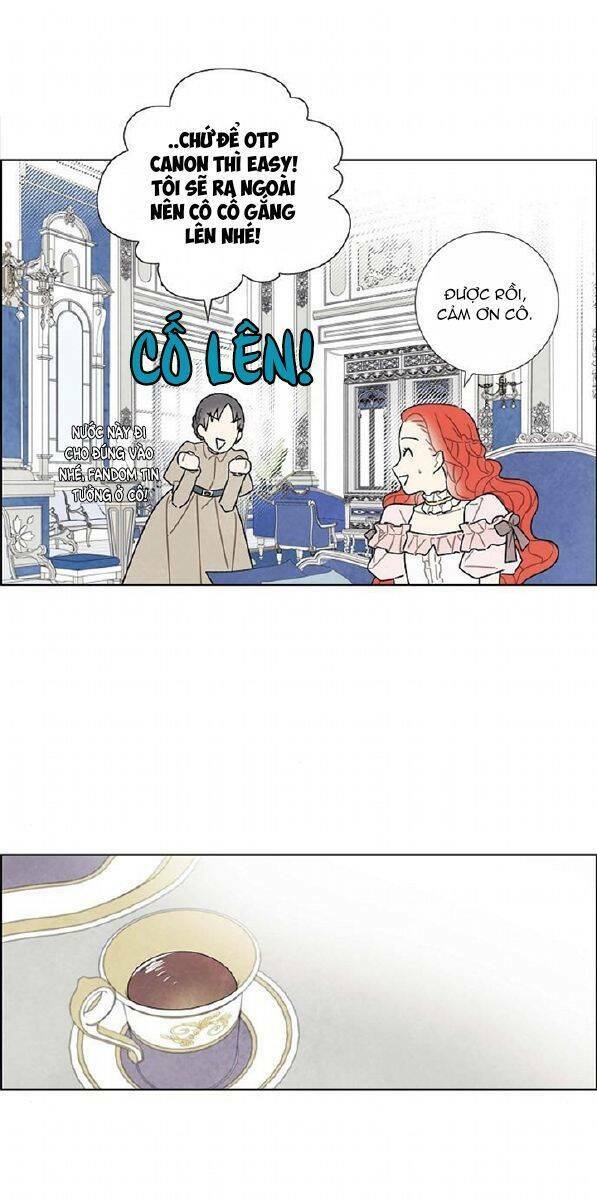 ..CHỨ ĐỂ OTP
CANON THÌ EASY!
TÔI SẼ RA NGOÀI
NÊN CÔ CỐ GẮNG
LÊN NHÉ!
ĐƯỢC RỒI,
CẢM ƠN CÔ.
CỐ LÊN!
NƯỚC NÀY ĐI
CHO ĐÚNG VÀO
NHÉ, FANDOM TIN
TƯỞNG Ở CÔ!